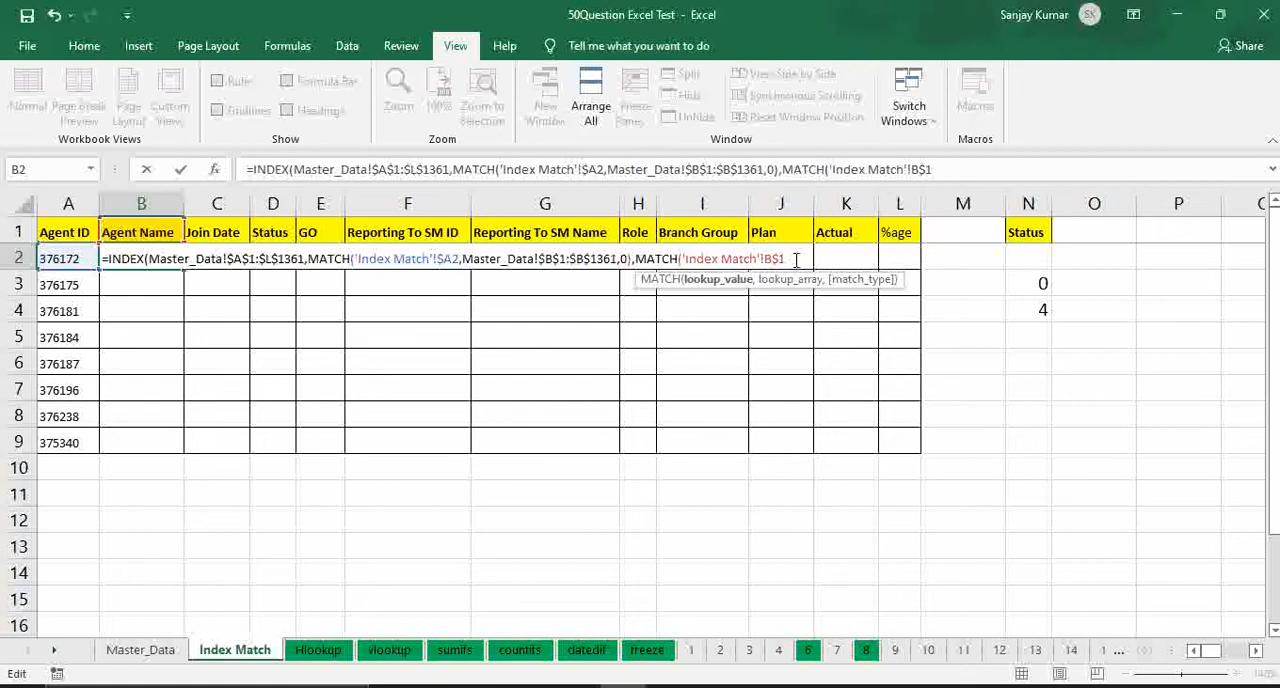 50Question Excel Test - Excel
Sanjay Kumar SK
File Home Insert Page Layout Formulas Data Review View Help Tell me what you want to do Share
Normal Page Break Preview Page Layout Custom Views
Ruler Formula Bar
Gridlines Headings
Zoom 100% Zoom to Selection
New Window Arrange All Freeze Panes
Split
Hide
Unhide
View Side by Side
Synchronous Scrolling
Reset Window Position
Switch Windows
Macros
Workbook Views Show Zoom Window Macros
B2 fx =INDEX(Master_Data!$A$1:$L$1361,MATCH('Index Match'!$A2,Master_Data!$B$1:$B$1361,0),MATCH('Index Match'!B$1
A B C D E F G H I J K L M N O P
1 Agent ID Agent Name Join Date Status GO Reporting To SM ID Reporting To SM Name Role Branch Group Plan Actual %age Status
2 376172 =INDEX(Master_Data!$A$1:$L$1361,MATCH('Index Match'!$A2,Master_Data!$B$1:$B$1361,0),MATCH('Index Match'!B$1
MATCH(lookup_value, lookup_array, [match_type])
3 376175 0
4 376181 4
5 376184
6 376187
7 376196
8 376238
9 375340
10
11
12
13
14
15
16
Master_Data Index Match Hlookup vlookup sumifs countifs datedif freeze 1 2 3 4 6 7 8 9 10 11 12 13 14 1 ...
Edit